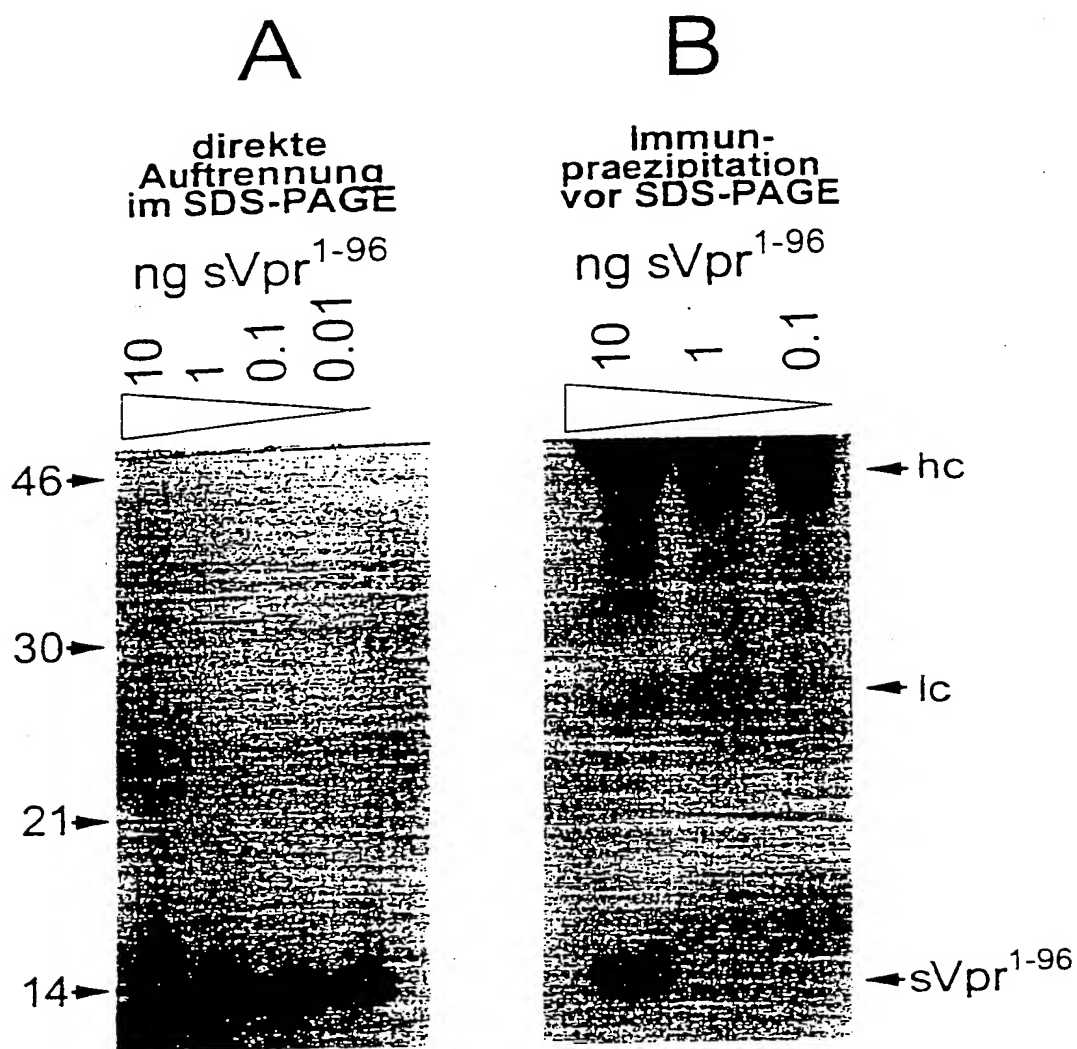 A
direkte
Auftrennung
im SDS-PAGE
ng sVpr1-96
10
1
0.1
0.01
46
30
21
14
B
Immun-
praezipitation
vor SDS-PAGE
ng sVpr1-96
10
1
0.1
hc
lc
sVpr1-96